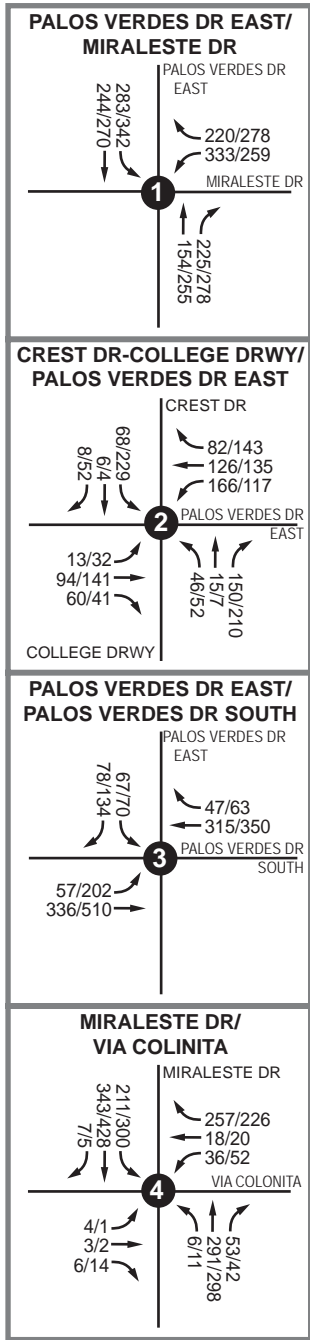 PALOS VERDES DR EAST/
MIRALESTE DR
PALOS VERDES DR
EAST
283/342
244/270
220/278
333/259
MIRALESTE DR
1
225/278
154/255
CREST DR-COLLEGE DRWY/
PALOS VERDES DR EAST
CREST DR
68/229
6/4
8/52
82/143
126/135
166/117
2
PALOS VERDES DR
EAST
13/32
94/141
60/41
150/210
15/7
46/52
COLLEGE DRWY
PALOS VERDES DR EAST/
PALOS VERDES DR SOUTH
PALOS VERDES DR
EAST
67/70
78/134
47/63
315/350
3
PALOS VERDES DR
SOUTH
57/202
336/510
MIRALESTE DR/
VIA COLINITA
MIRALESTE DR
211/300
343/428
7/5
257/226
18/20
36/52
4
VIA COLONITA
4/1
3/2
6/14
53/42
291/298
6/11